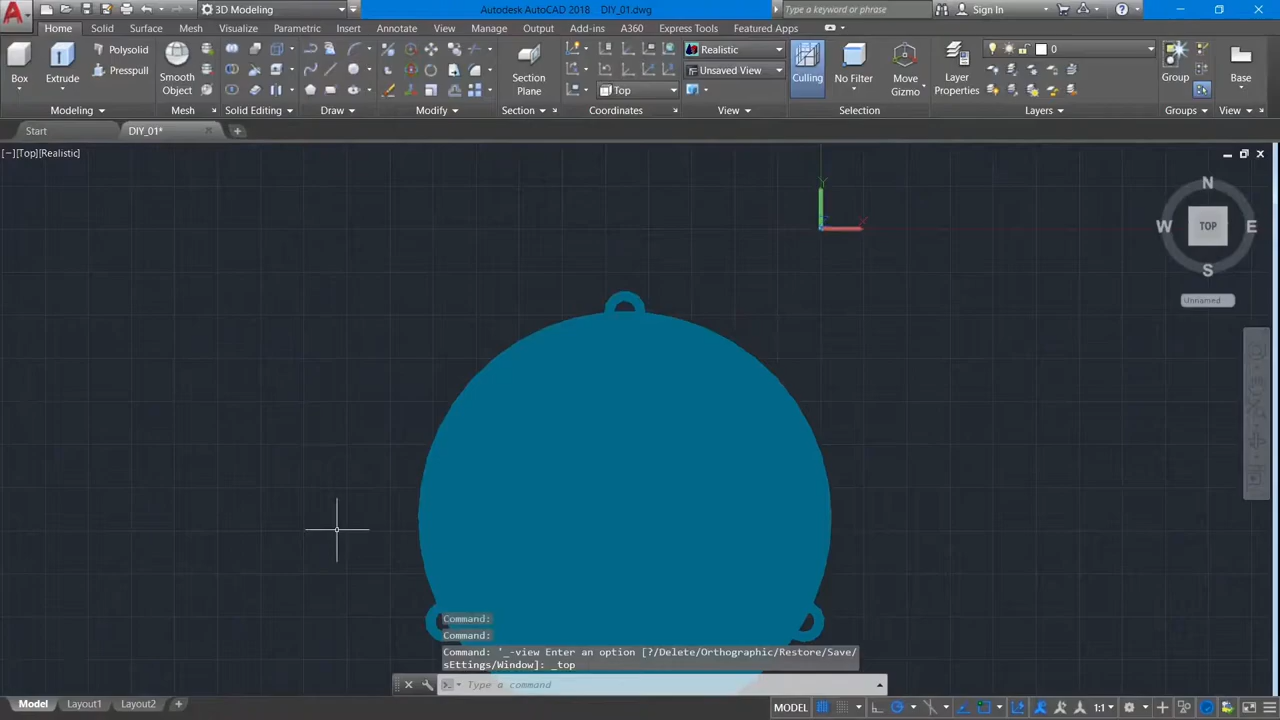 A
3D Modeling
Autodesk AutoCAD 2018 DIY_01.dwg
Type a keyword or phrase
Sign In
Home Solid Surface Mesh Visualize Parametric Insert Annotate View Manage Output Add-ins A360 Express Tools Featured Apps
Box
Extrude
Polysolid
Presspull
Smooth
Object
Section
Plane
Realistic
Unsaved View
Top
Culling
No Filter
Move
Gizmo
Layer
Properties
0
Group
Base
Modeling Mesh Solid Editing Draw Modify Section Coordinates View Selection Layers Groups View
Start DIY_01*
[−][Top][Realistic]
Y
X
N
W TOP E
S
Unnamed
Command:
Command:
Command: '_-view Enter an option [?/Delete/Orthographic/Restore/Save/
sEttings/Window]: _top
Type a command
Model Layout1 Layout2
MODEL
1:1